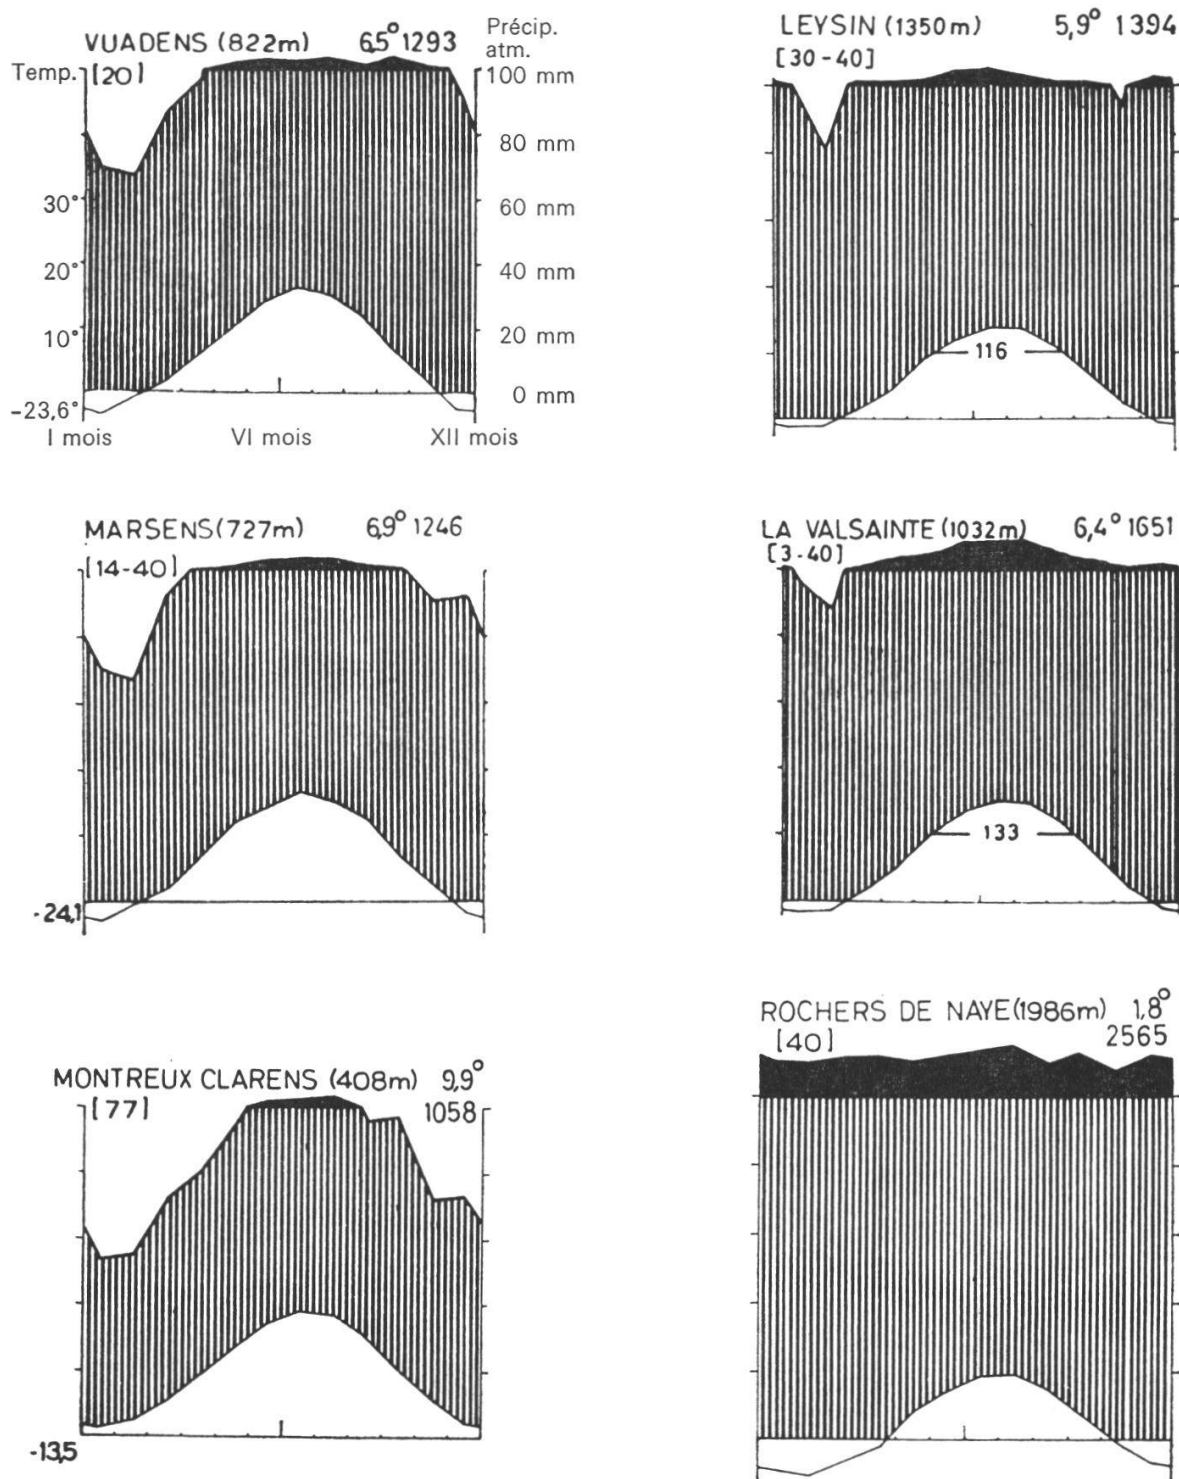 VUADENS (822m) 6,5° 1293
Précip.
atm.
Temp.
[20]
100 mm
80 mm
30°
60 mm
20°
40 mm
10°
20 mm
0 mm
-23,6°
I mois VI mois XII mois
LEYSIN (1350m) 5,9° 1394
[30-40]
116
MARSENS (727m) 6,9° 1246
[14-40]
-24,1
LA VALSAINTE (1032m) 6,4° 1651
[3-40]
133
MONTREUX CLARENS (408m) 9,9°
[77] 1058
-13,5
ROCHERS DE NAYE (1986m) 1,8°
[40] 2565